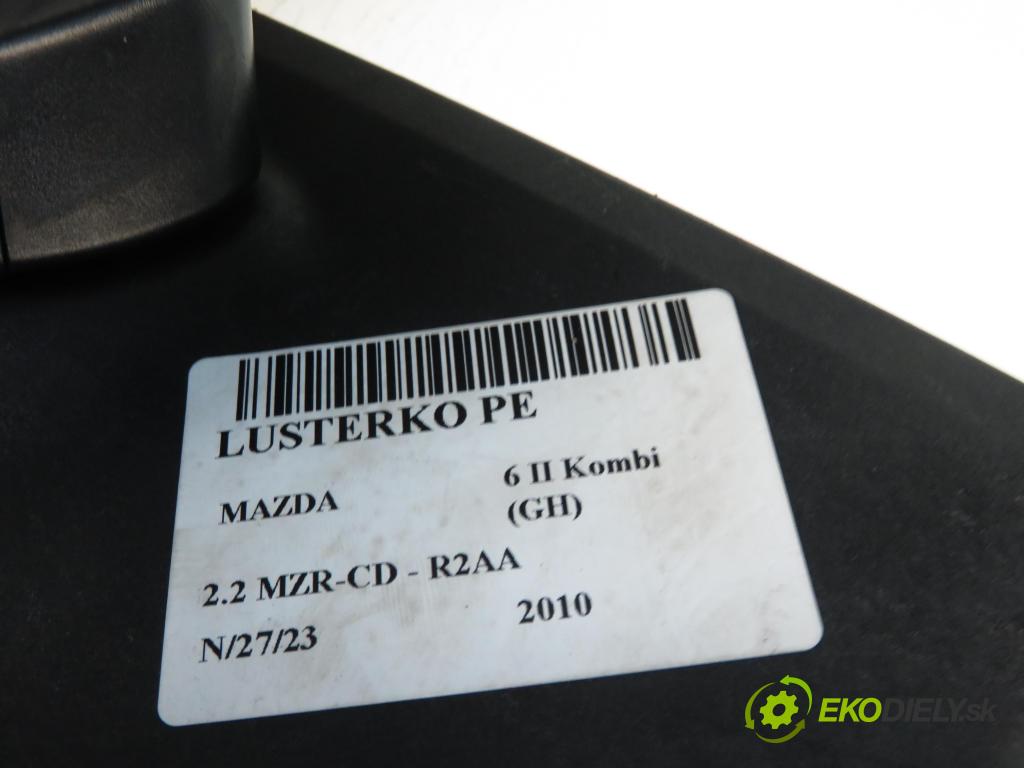 LUSTERKO PE
MAZDA 6 II Kombi
(GH)
2.2 MZR-CD - R2AA
N/27/23 2010
EKODIELY.sk